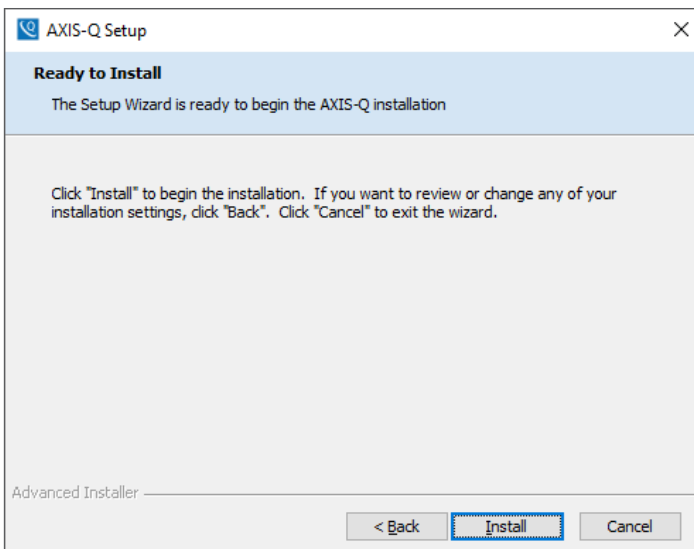 AXIS-Q Setup
Ready to Install
The Setup Wizard is ready to begin the AXIS-Q installation
Click "Install" to begin the installation. If you want to review or change any of your
installation settings, click "Back". Click "Cancel" to exit the wizard.
Advanced Installer
< Back
Install
Cancel